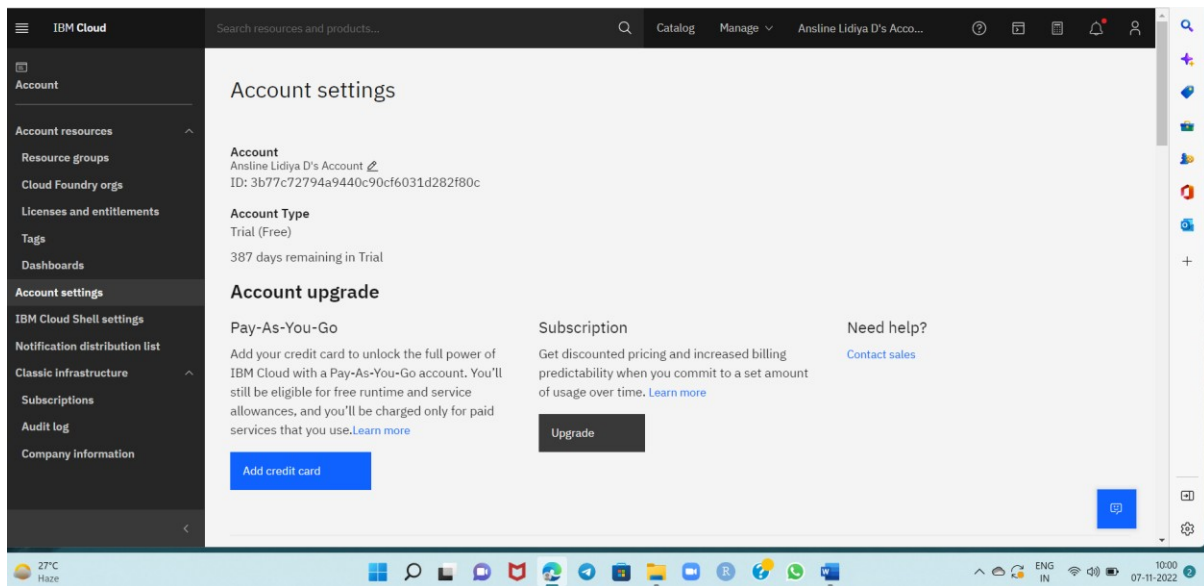 IBM Cloud
Search resources and products...
Catalog
Manage
Ansline Lidiya D's Acco...
Account
Account resources
Resource groups
Cloud Foundry orgs
Licenses and entitlements
Tags
Dashboards
Account settings
IBM Cloud Shell settings
Notification distribution list
Classic infrastructure
Subscriptions
Audit log
Company information
Account settings
Account
Ansline Lidiya D's Account
ID: 3b77c72794a9440c90cf6031d282f80c
Account Type
Trial (Free)
387 days remaining in Trial
Account upgrade
Pay-As-You-Go
Add your credit card to unlock the full power of
IBM Cloud with a Pay-As-You-Go account. You'll
still be eligible for free runtime and service
allowances, and you'll be charged only for paid
services that you use.Learn more
Add credit card
Subscription
Get discounted pricing and increased billing
predictability when you commit to a set amount
of usage over time. Learn more
Upgrade
Need help?
Contact sales
27°C
Haze
ENG
IN
10:00
07-11-2022
2